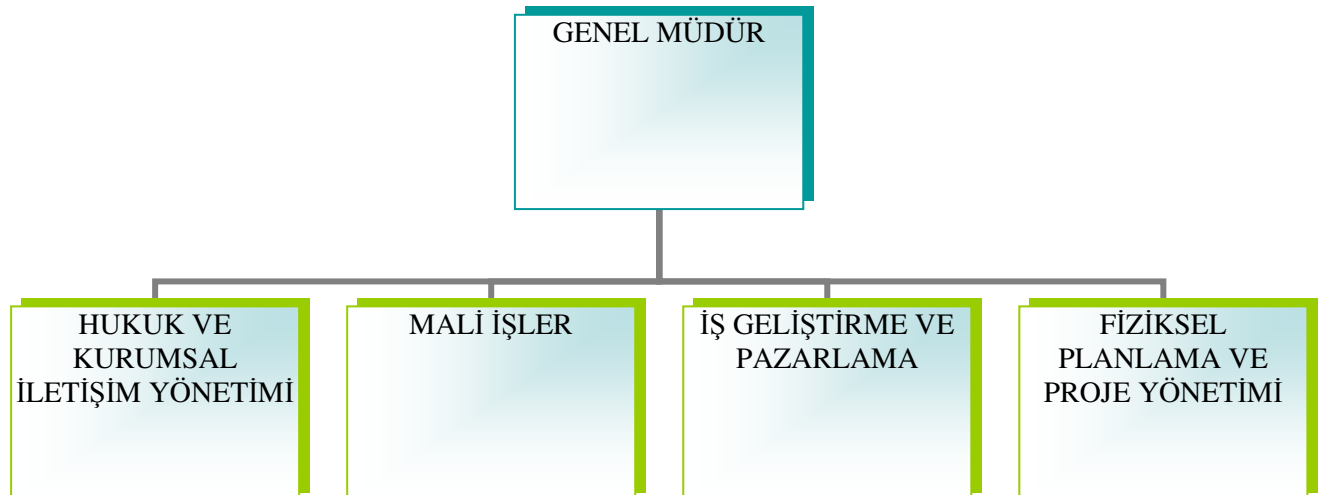 GENEL MÜDÜR
HUKUK VE
KURUMSAL
İLETİŞİM YÖNETİMİ
MALİ İŞLER
İŞ GELİŞTİRME VE
PAZARLAMA
FİZİKSEL
PLANLAMA VE
PROJE YÖNETİMİ